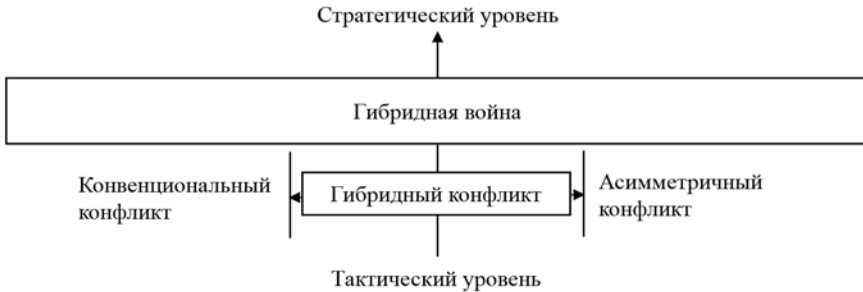 Стратегический уровень
Гибридная война
Конвенциональный
конфликт
Гибридный конфликт
Асимметричный
конфликт
Тактический уровень